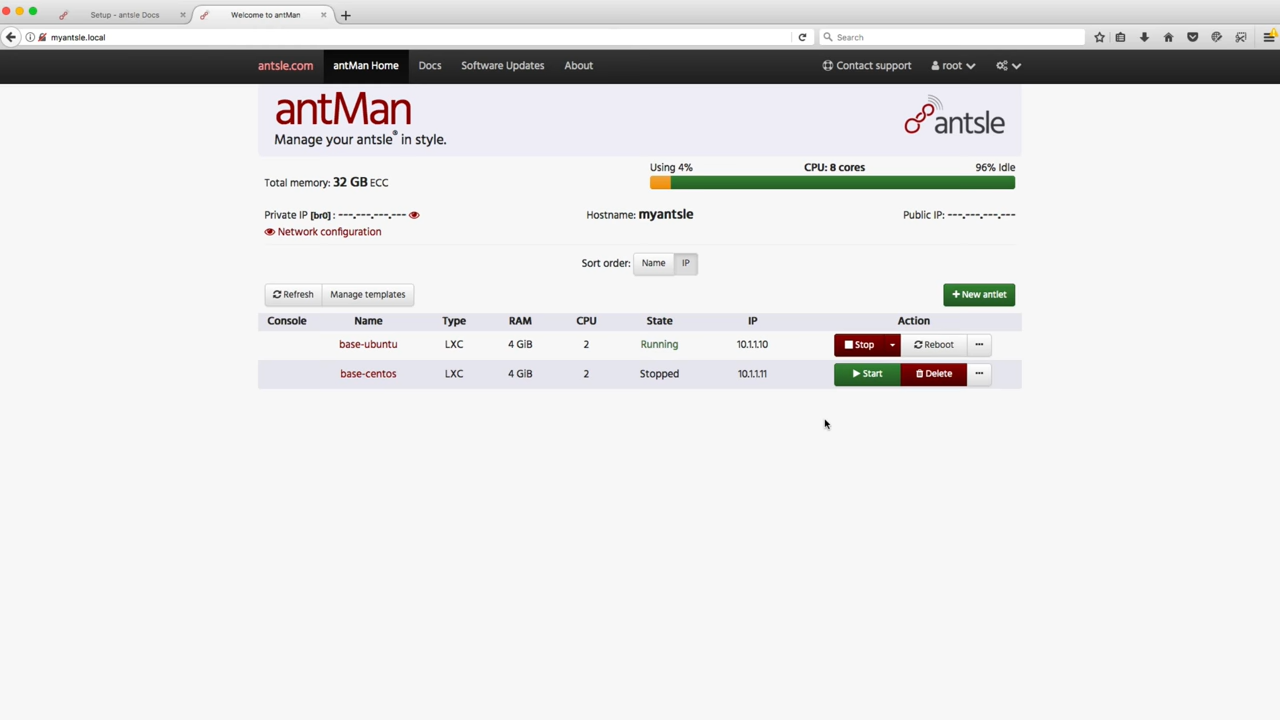 Setup - antsle Docs
Welcome to antMan
myantsle.local
Search
antsle.com antMan Home Docs Software Updates About Contact support root
antMan
Manage your antsle® in style.
antsle
Using 4% CPU: 8 cores 96% Idle
Total memory: 32 GB ECC
Private IP [br0] : ---.---.---.--- Hostname: myantsle Public IP: ---.---.---.---
Network configuration
Sort order: Name IP
Refresh Manage templates + New antlet
Console Name Type RAM CPU State IP Action
base-ubuntu LXC 4 GiB 2 Running 10.1.1.10 Stop Reboot ...
base-centos LXC 4 GiB 2 Stopped 10.1.1.11 Start Delete ...